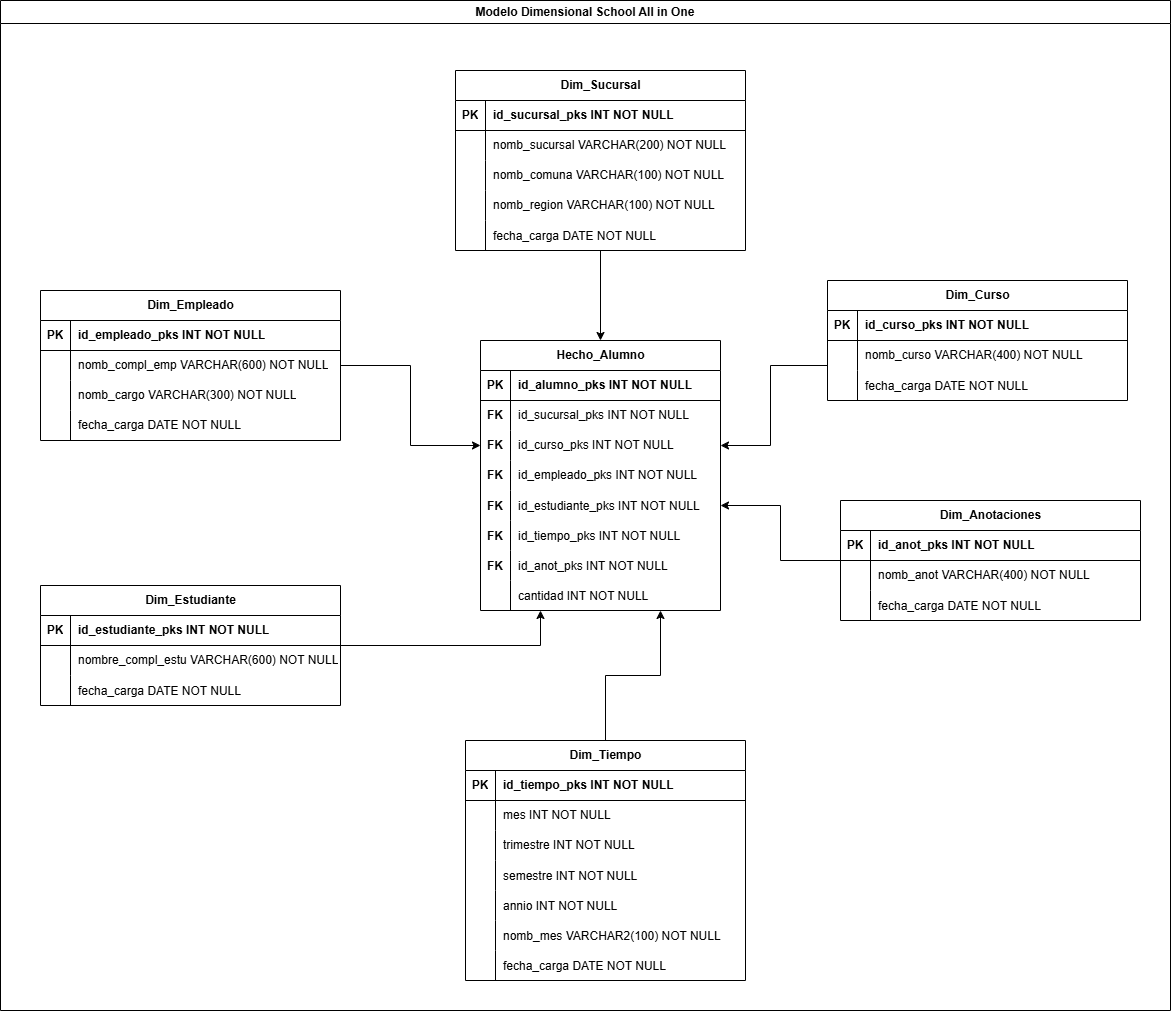 Modelo Dimensional School All in One
Dim_Sucursal
PK id_sucursal_pks INT NOT NULL
nomb_sucursal VARCHAR(200) NOT NULL
nomb_comuna VARCHAR(100) NOT NULL
nomb_region VARCHAR(100) NOT NULL
fecha_carga DATE NOT NULL
Dim_Empleado
PK id_empleado_pks INT NOT NULL
nomb_compl_emp VARCHAR(600) NOT NULL
nomb_cargo VARCHAR(300) NOT NULL
fecha_carga DATE NOT NULL
Dim_Curso
PK id_curso_pks INT NOT NULL
nomb_curso VARCHAR(400) NOT NULL
fecha_carga DATE NOT NULL
Hecho_Alumno
PK id_alumno_pks INT NOT NULL
FK id_sucursal_pks INT NOT NULL
FK id_curso_pks INT NOT NULL
FK id_empleado_pks INT NOT NULL
FK id_estudiante_pks INT NOT NULL
FK id_tiempo_pks INT NOT NULL
FK id_anot_pks INT NOT NULL
cantidad INT NOT NULL
Dim_Anotaciones
PK id_anot_pks INT NOT NULL
nomb_anot VARCHAR(400) NOT NULL
fecha_carga DATE NOT NULL
Dim_Estudiante
PK id_estudiante_pks INT NOT NULL
nombre_compl_estu VARCHAR(600) NOT NULL
fecha_carga DATE NOT NULL
Dim_Tiempo
PK id_tiempo_pks INT NOT NULL
mes INT NOT NULL
trimestre INT NOT NULL
semestre INT NOT NULL
annio INT NOT NULL
nomb_mes VARCHAR2(100) NOT NULL
fecha_carga DATE NOT NULL